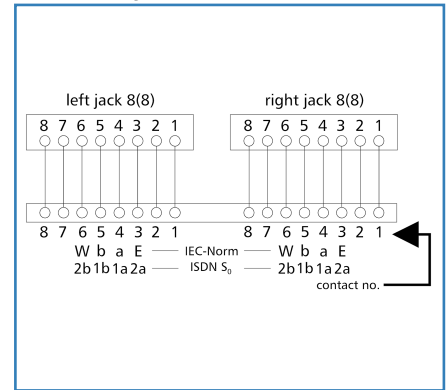 left jack 8(8) right jack 8(8)
8 7 6 5 4 3 2 1 8 7 6 5 4 3 2 1
8 7 6 5 4 3 2 1 8 7 6 5 4 3 2 1
W b a E IEC-Norm W b a E
2b 1b 1a 2a ISDN S₀ 2b 1b 1a 2a
contact no.